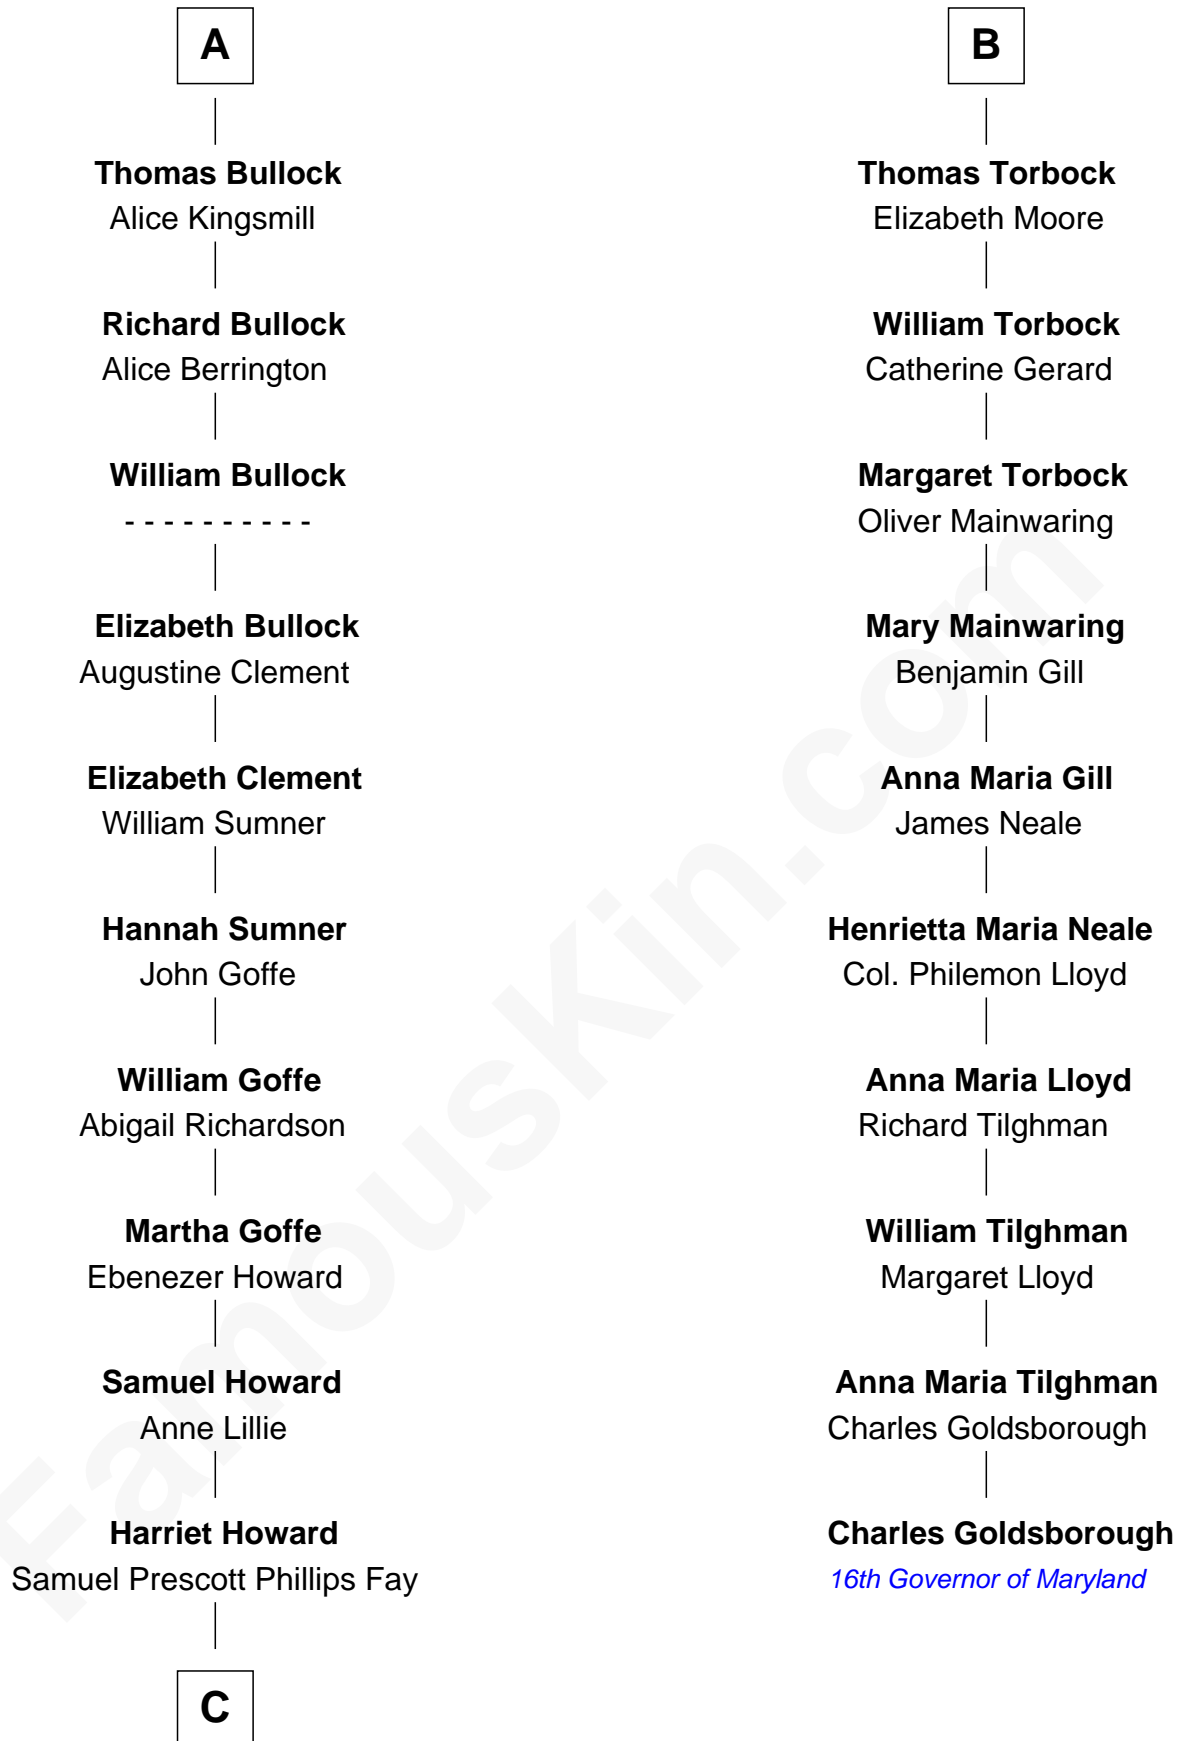 A
Thomas Bullock
Alice Kingsmill
Richard Bullock
Alice Berrington
William Bullock
- - - - - - - - - -
Elizabeth Bullock
Augustine Clement
Elizabeth Clement
William Sumner
Hannah Sumner
John Goffe
William Goffe
Abigail Richardson
Martha Goffe
Ebenezer Howard
Samuel Howard
Anne Lillie
Harriet Howard
Samuel Prescott Phillips Fay
C
B
Thomas Torbock
Elizabeth Moore
William Torbock
Catherine Gerard
Margaret Torbock
Oliver Mainwaring
Mary Mainwaring
Benjamin Gill
Anna Maria Gill
James Neale
Henrietta Maria Neale
Col. Philemon Lloyd
Anna Maria Lloyd
Richard Tilghman
William Tilghman
Margaret Lloyd
Anna Maria Tilghman
Charles Goldsborough
Charles Goldsborough
16th Governor of Maryland
FamousKin.com